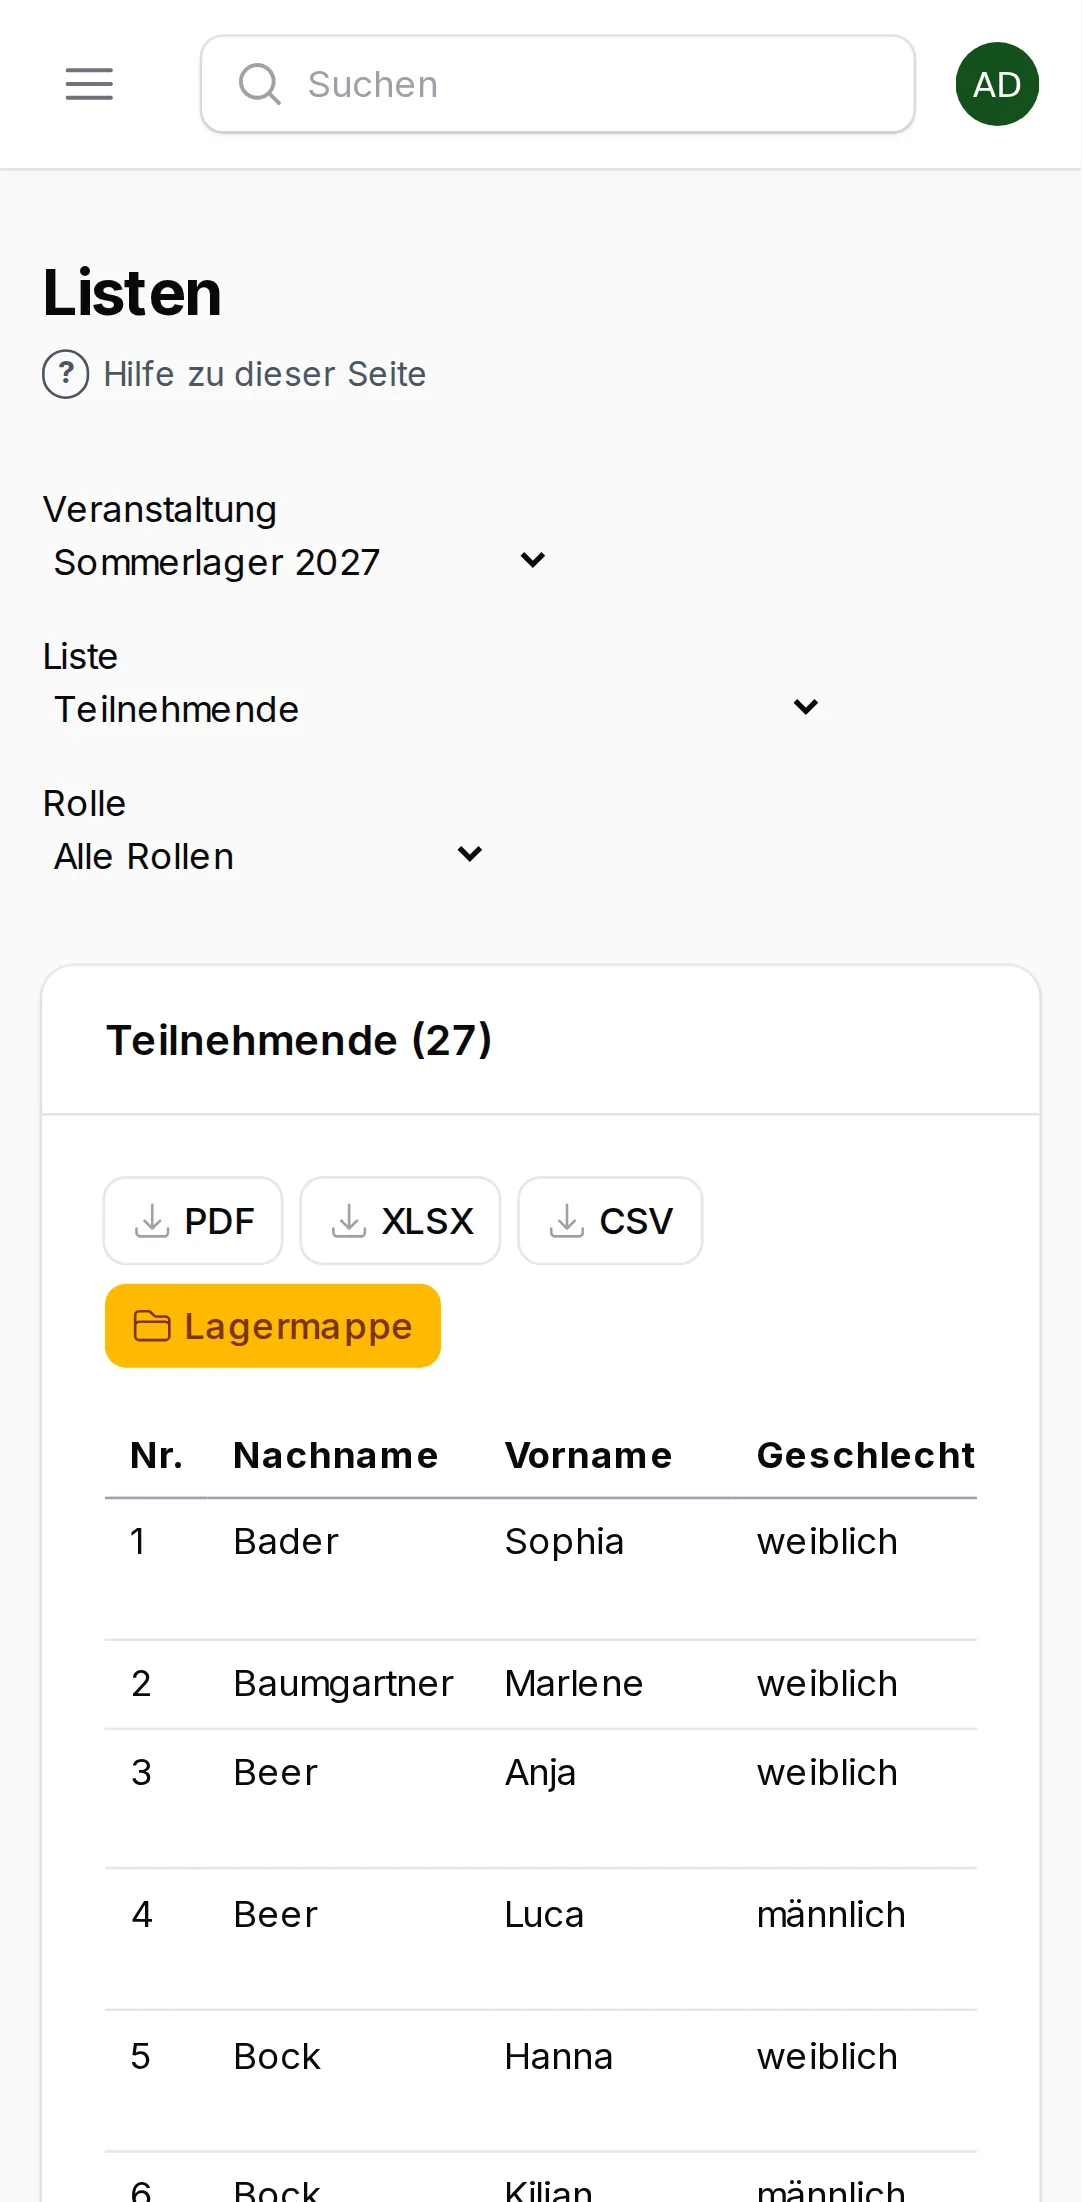 Suchen
AD
Listen
? Hilfe zu dieser Seite
Veranstaltung
Sommerlager 2027
Liste
Teilnehmende
Rolle
Alle Rollen
Teilnehmende (27)
PDF XLSX CSV
Lagermappe
Nr. Nachname Vorname Geschlecht
1 Bader Sophia weiblich
2 Baumgartner Marlene weiblich
3 Beer Anja weiblich
4 Beer Luca männlich
5 Bock Hanna weiblich
6 Bock Kilian männlich